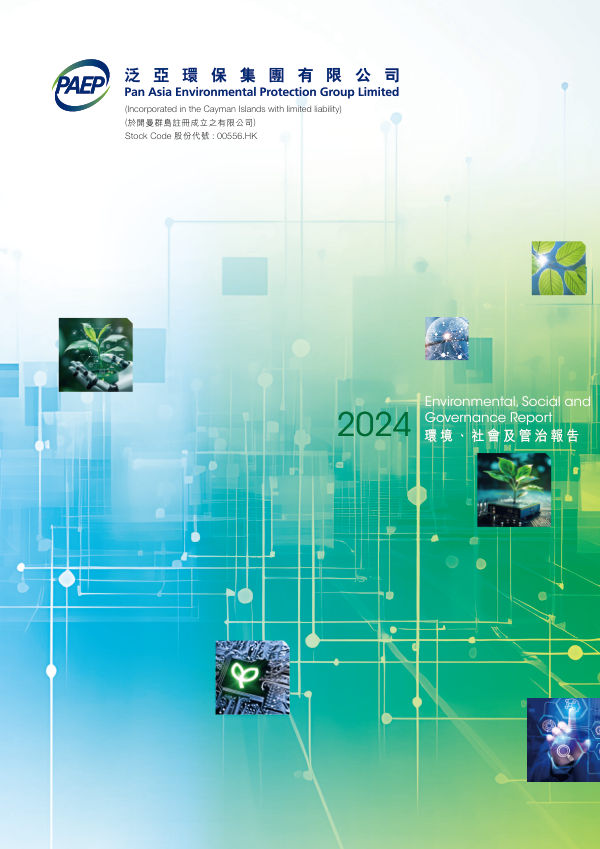 PAEP
泛亞環保集團有限公司
Pan Asia Environmental Protection Group Limited
(Incorporated in the Cayman Islands with limited liability)
(於開曼群島註冊成立之有限公司)
Stock Code 股份代號 : 00556.HK
2024
Environmental, Social and
Governance Report
環境、社會及管治報告